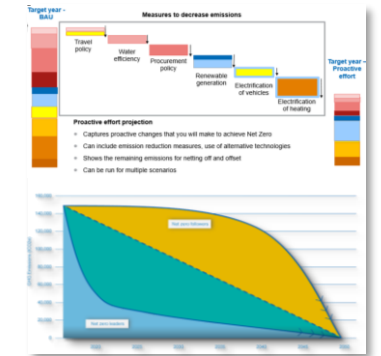 Target year -
BAU
Measures to decrease emissions
Travel
policy
Water
efficiency
Procurement
policy
Renewable
generation
Electrification
of vehicles
Electrification
of heating
Target year -
Proactive
effort
Proactive effort projection
Captures proactive changes that you will make to achieve Net Zero
Can include emission reduction measures, use of alternative technologies
Shows the remaining emissions for netting off and offset
Can be run for multiple scenarios
Net zero followers
Net zero leaders